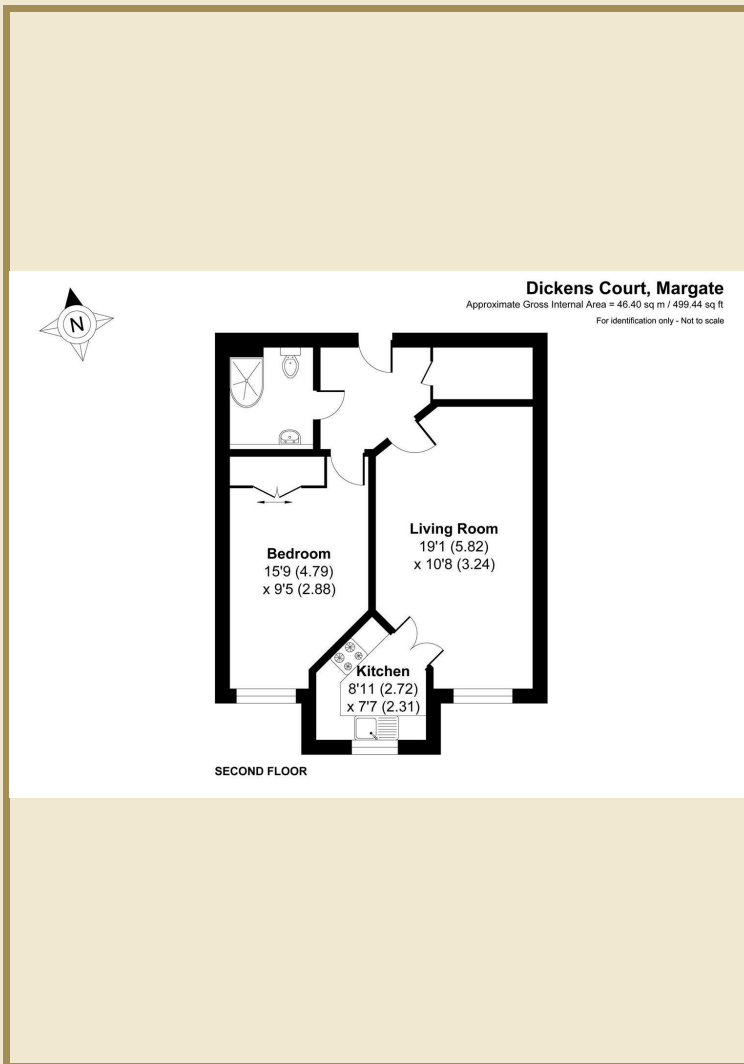 Dickens Court, Margate
Approximate Gross Internal Area = 46.40 sq m / 499.44 sq ft
For identification only - Not to scale
N
Living Room
19'1 (5.82)
x 10'8 (3.24)
Bedroom
15'9 (4.79)
x 9'5 (2.88)
Kitchen
8'11 (2.72)
x 7'7 (2.31)
SECOND FLOOR